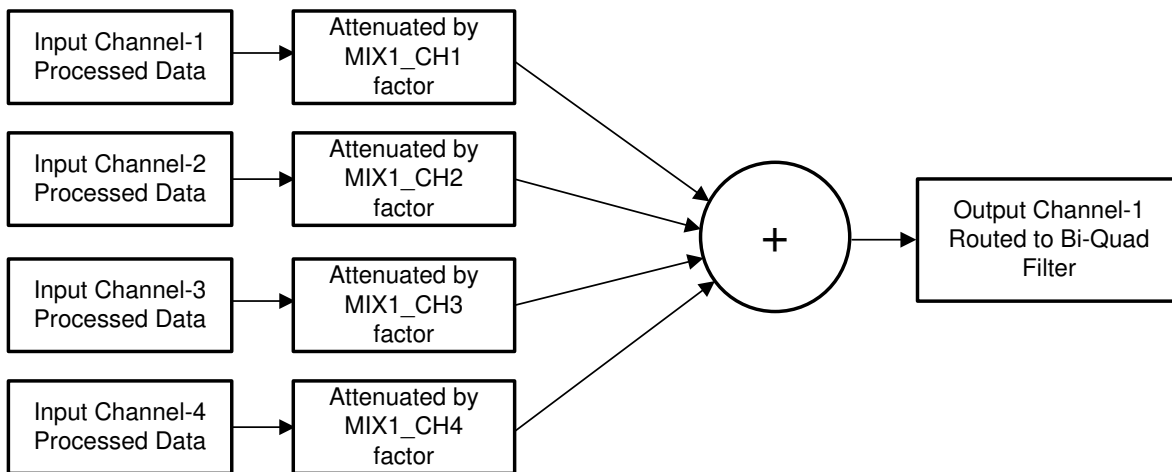 Input Channel-1
Processed Data
Attenuated by
MIX1_CH1
factor
Input Channel-2
Processed Data
Attenuated by
MIX1_CH2
factor
Input Channel-3
Processed Data
Attenuated by
MIX1_CH3
factor
Input Channel-4
Processed Data
Attenuated by
MIX1_CH4
factor
+
Output Channel-1
Routed to Bi-Quad
Filter